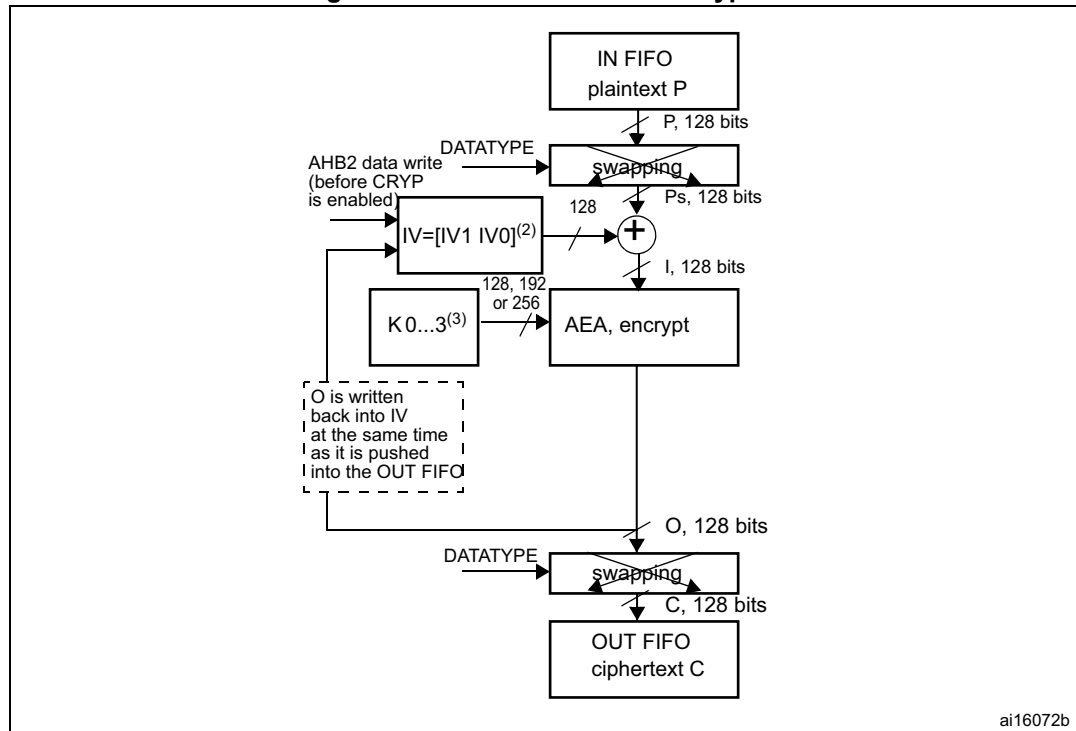 IN FIFO
plaintext P
P, 128 bits
DATATYPE
swapping
AHB2 data write
(before CRYP
is enabled)
Ps, 128 bits
128
IV=[IV1 IV0](2)
+
I, 128 bits
128, 192
or 256
K 0...3(3)
AEA, encrypt
O is written
back into IV
at the same time
as it is pushed
into the OUT FIFO
O, 128 bits
DATATYPE
swapping
C, 128 bits
OUT FIFO
ciphertext C
ai16072b